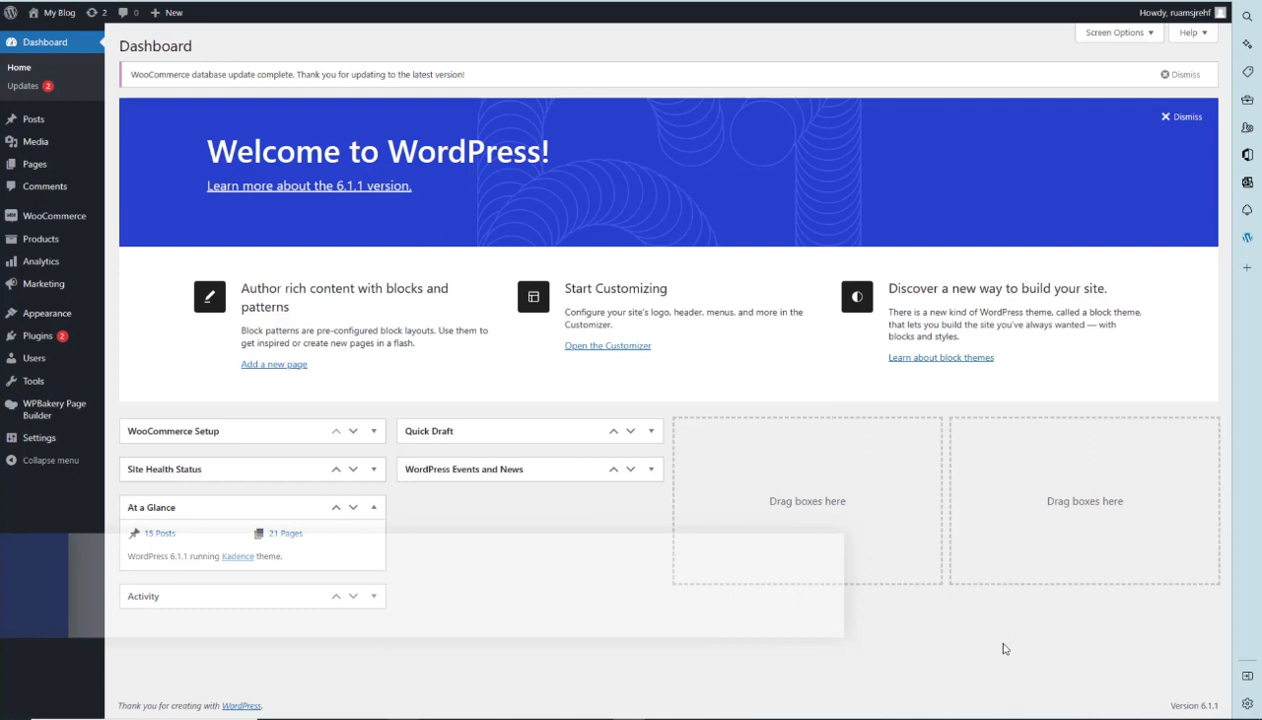 My Blog 2 0 New Howdy, ruamsjrehf
Dashboard
Home
Updates 2
Posts
Media
Pages
Comments
WooCommerce
Products
Analytics
Marketing
Appearance
Plugins 2
Users
Tools
WPBakery Page
Builder
Settings
Collapse menu
Screen Options Help
Dashboard
WooCommerce database update complete. Thank you for updating to the latest version!
Dismiss
Dismiss
Welcome to WordPress!
Learn more about the 6.1.1 version.
Author rich content with blocks and
patterns
Block patterns are pre-configured block layouts. Use them to
get inspired or create new pages in a flash.
Add a new page
Start Customizing
Configure your site's logo, header, menus, and more in the
Customizer.
Open the Customizer
Discover a new way to build your site.
There is a new kind of WordPress theme, called a block theme,
that lets you build the site you've always wanted — with
blocks and styles.
Learn about block themes
WooCommerce Setup
Site Health Status
At a Glance
15 Posts 21 Pages
WordPress 6.1.1 running Kadence theme.
Activity
Quick Draft
WordPress Events and News
Drag boxes here
Drag boxes here
Thank you for creating with WordPress.
Version 6.1.1